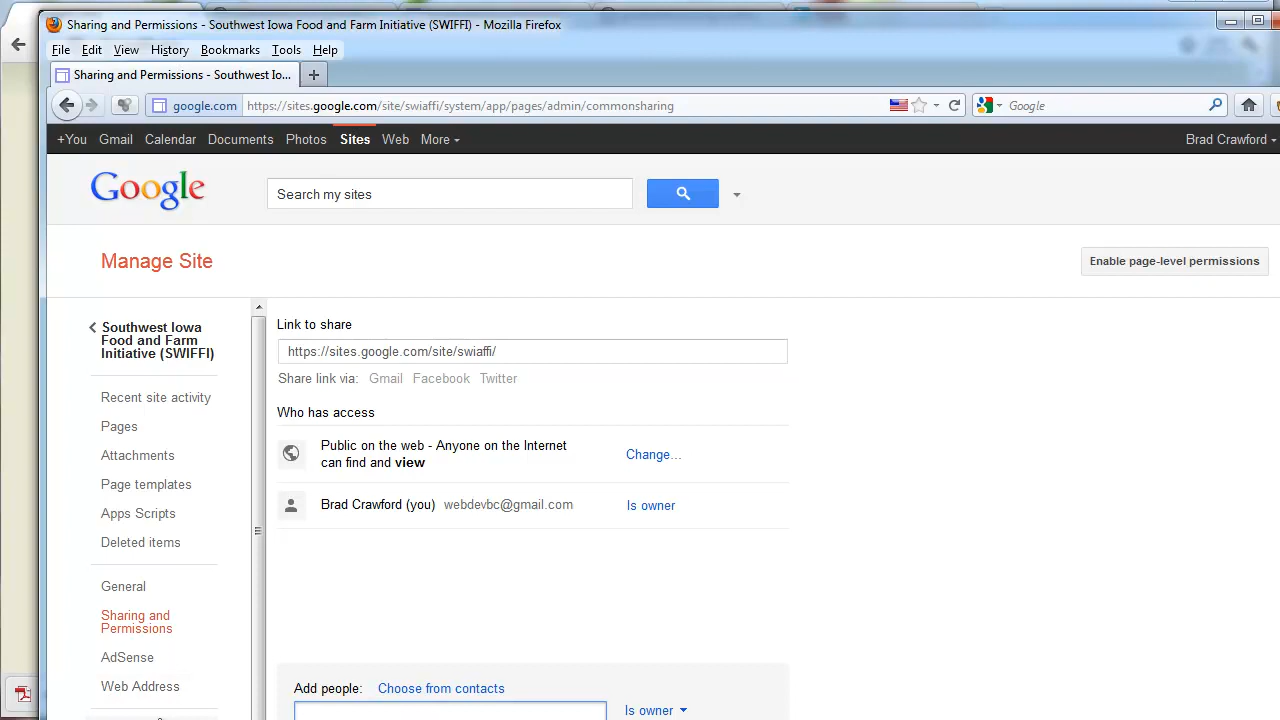 Sharing and Permissions - Southwest Iowa Food and Farm Initiative (SWIFFI) - Mozilla Firefox
File Edit View History Bookmarks Tools Help
Sharing and Permissions - Southwest Io...
google.com https://sites.google.com/site/swiaffi/system/app/pages/admin/commonsharing Google
+You Gmail Calendar Documents Photos Sites Web More Brad Crawford
Google Search my sites
Manage Site Enable page-level permissions
Southwest Iowa
Food and Farm
Initiative (SWIFFI)
Recent site activity
Pages
Attachments
Page templates
Apps Scripts
Deleted items
General
Sharing and
Permissions
AdSense
Web Address
Link to share
https://sites.google.com/site/swiaffi/
Share link via: Gmail Facebook Twitter
Who has access
Public on the web - Anyone on the Internet
can find and view
Change...
Brad Crawford (you) webdevbc@gmail.com Is owner
Add people: Choose from contacts
Is owner